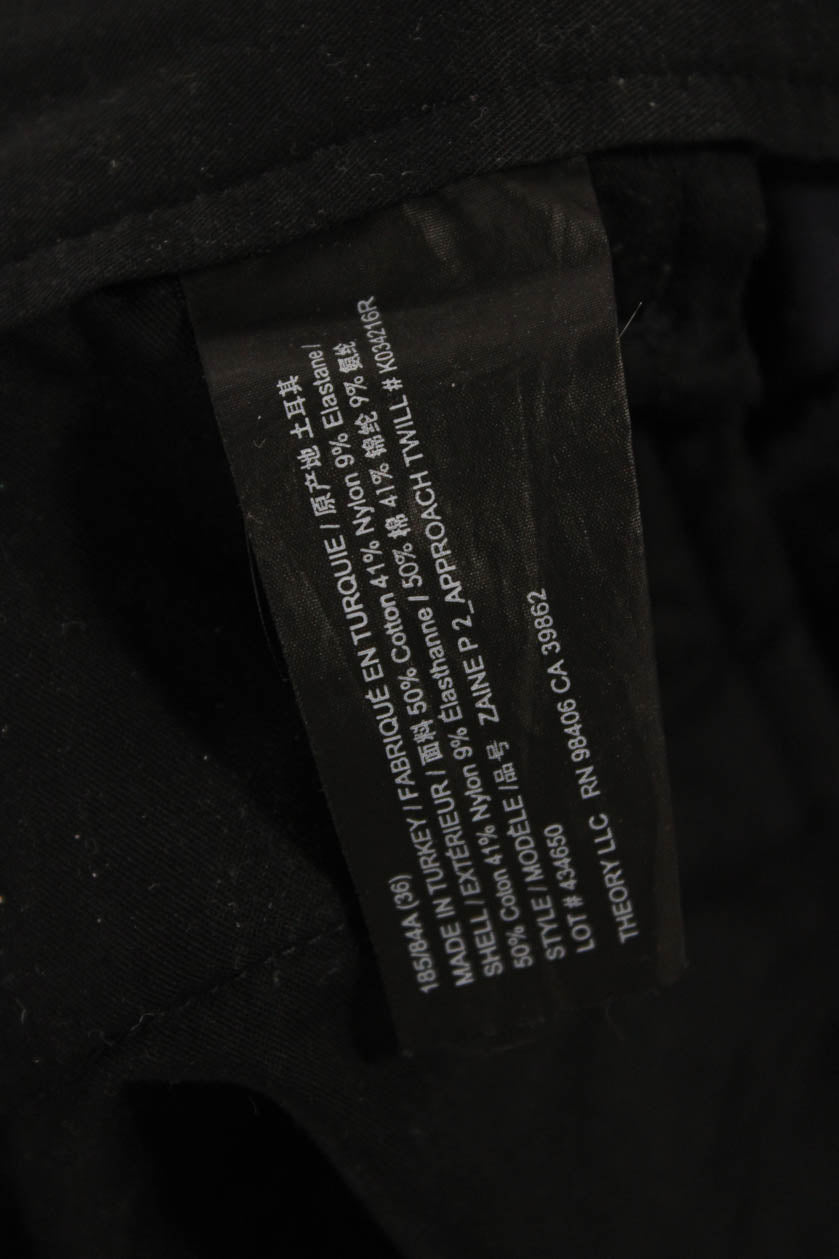 185/84A (36)
MADE IN TURKEY / FABRIQUÉ EN TURQUIE / 原产地 土耳其
SHELL / EXTÉRIEUR / 面料 50% Cotton 41% Nylon 9% Elastane /
50% Coton 41% Nylon 9% Élasthanne / 50% 棉 41% 锦纶 9% 氨纶
STYLE / MODÈLE /品号 ZAINE P 2_APPROACH TWILL # K034216R
LOT # 434650
THEORY LLC RN 98406 CA 39862